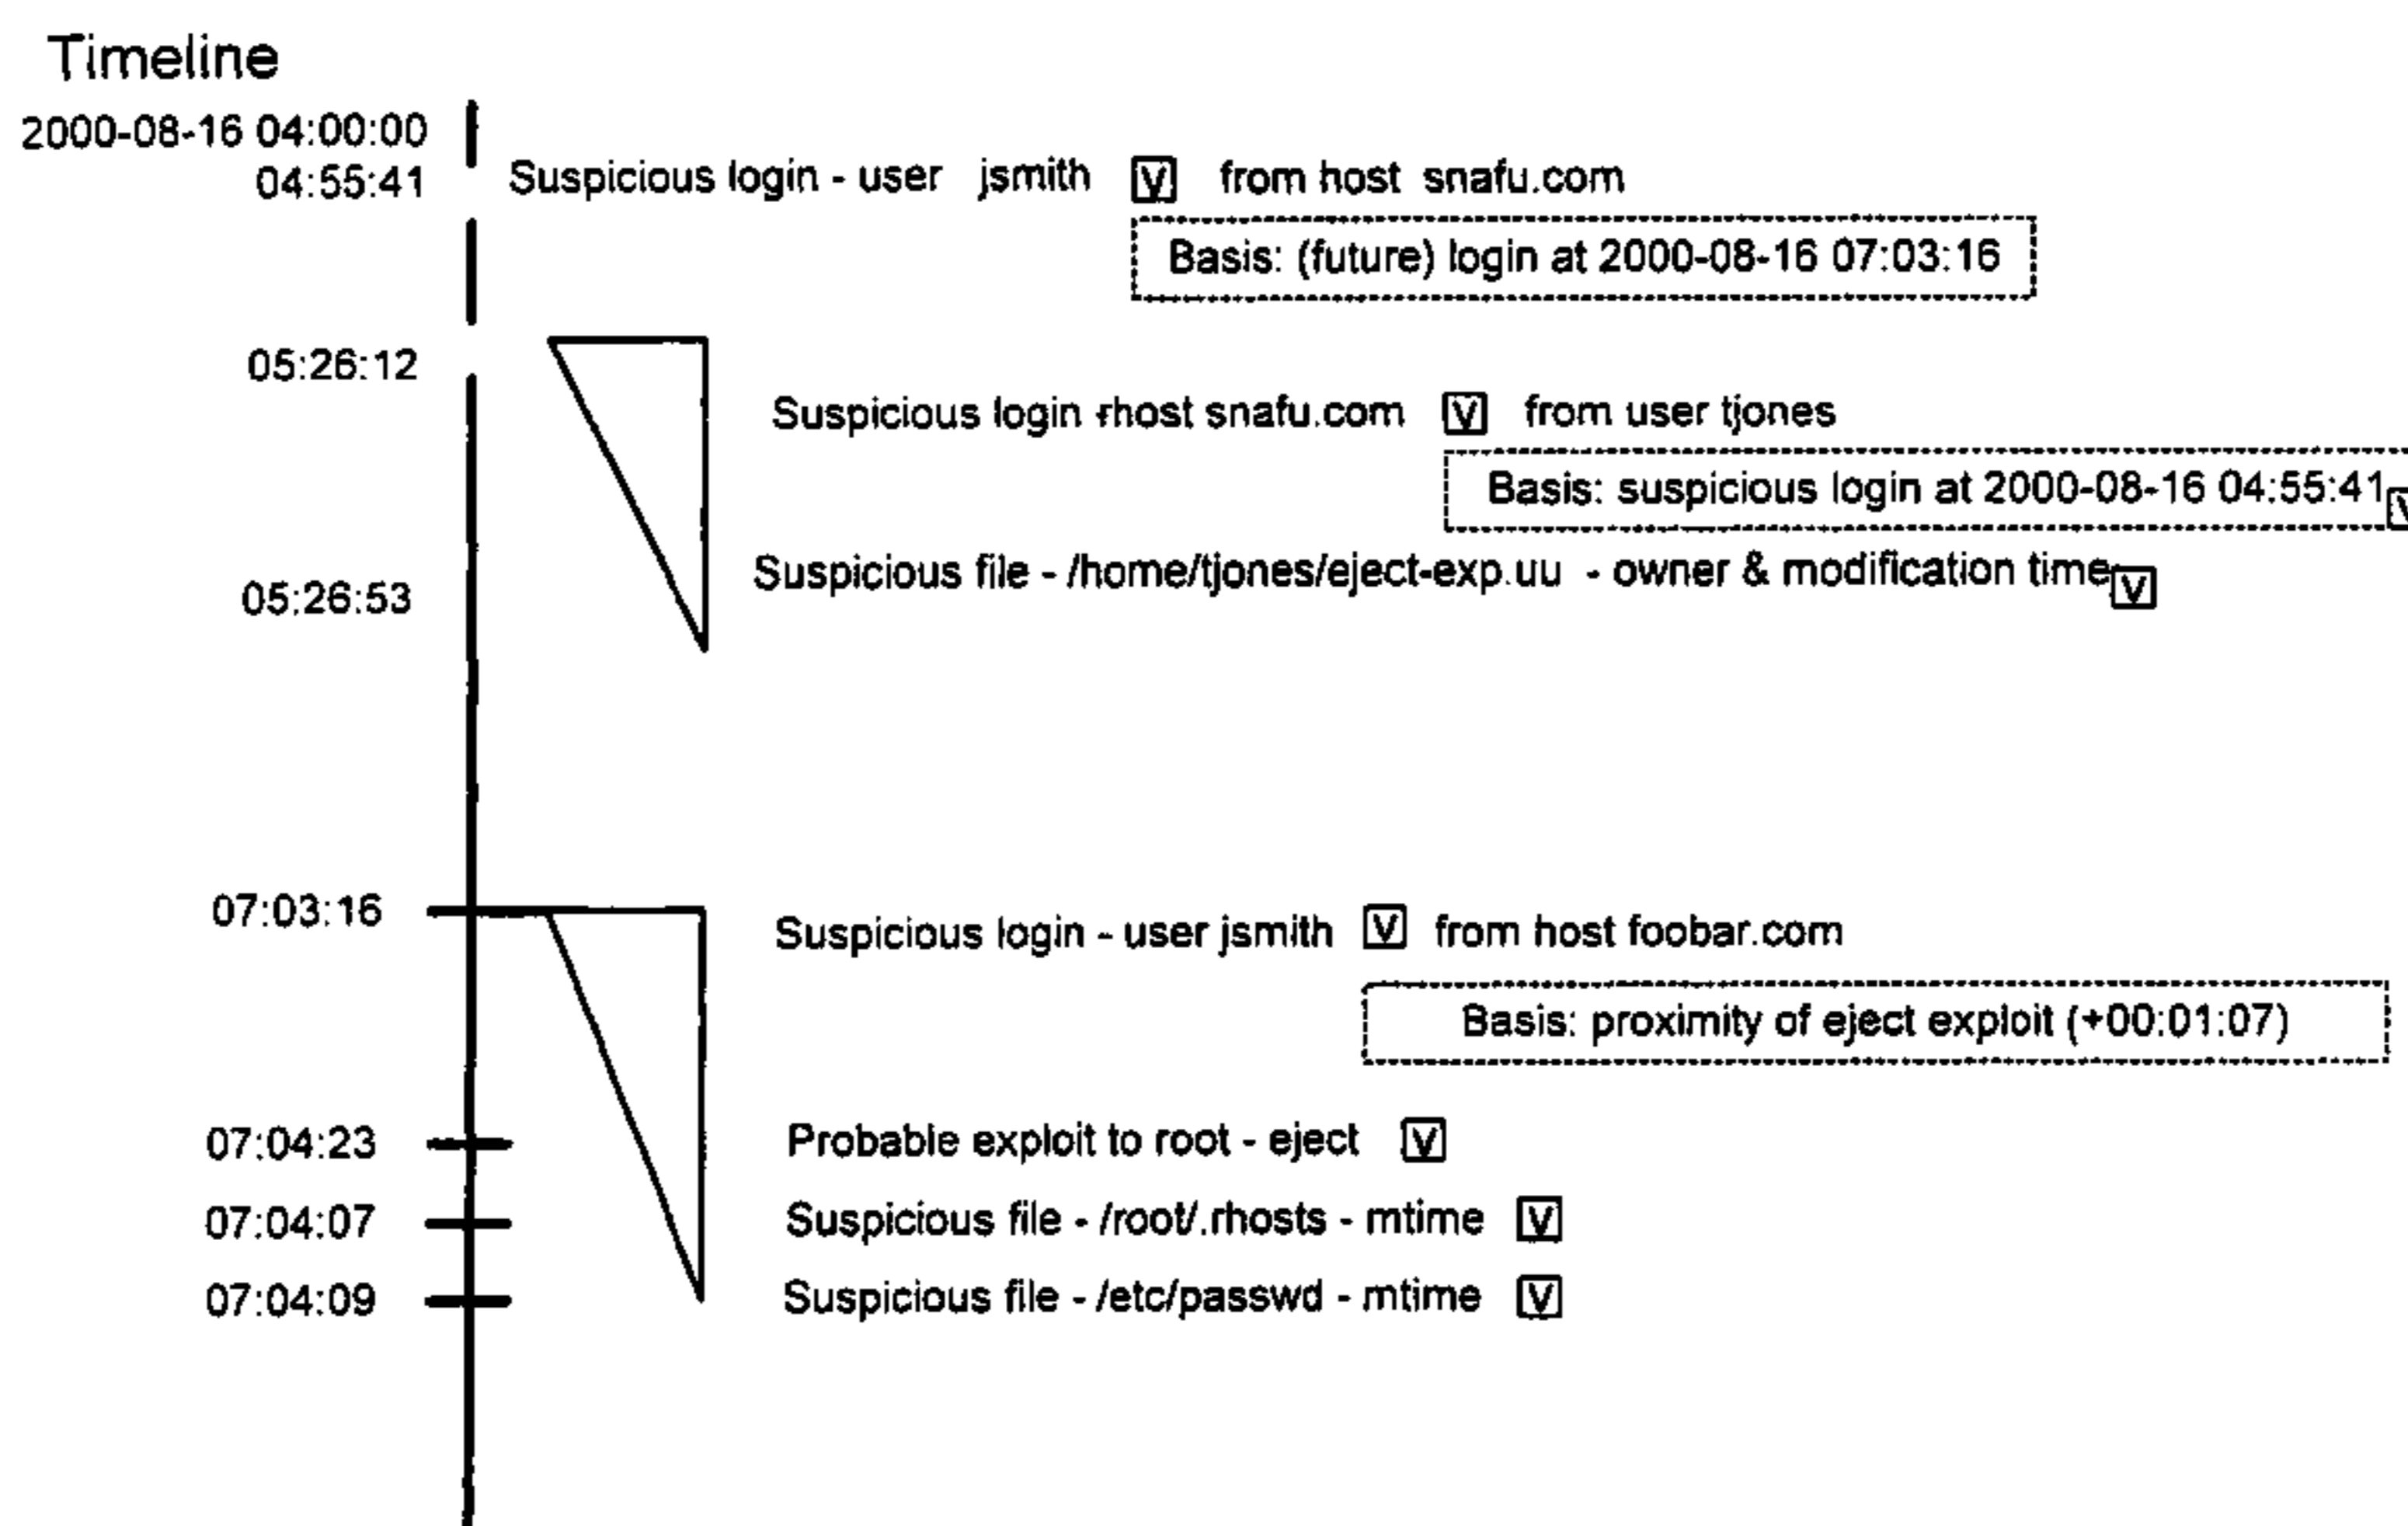 Timeline
2000-08-16 04:00:00
04:55:41 Suspicious login - user jsmith V from host snafu.com
Basis: (future) login at 2000-08-16 07:03:16
05:26:12
Suspicious login rhost snafu.com V from user tjones
Basis: suspicious login at 2000-08-16 04:55:41 V
05:26:53 Suspicious file - /home/tjones/eject-exp.uu - owner & modification time V
07:03:16 Suspicious login - user jsmith V from host foobar.com
Basis: proximity of eject exploit (+00:01:07)
07:04:23 Probable exploit to root - eject V
07:04:07 Suspicious file - /root/.rhosts - mtime V
07:04:09 Suspicious file - /etc/passwd - mtime V